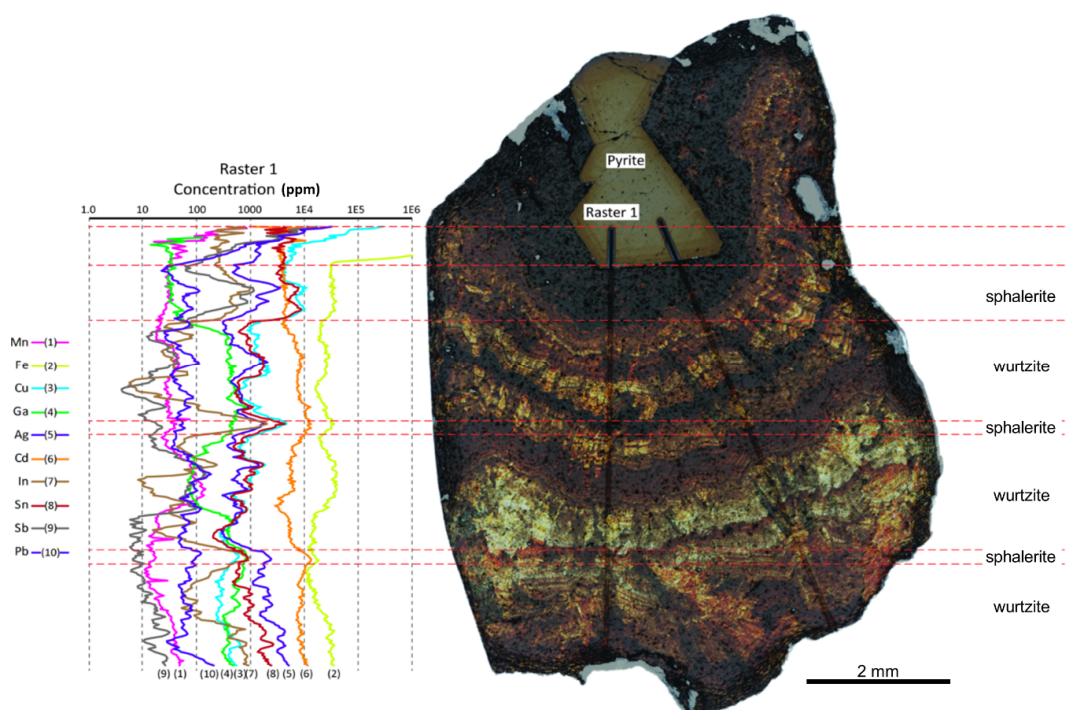 Raster 1
Concentration (ppm)
1.0 10 100 1000 1E4 1E5 1E6
Mn (1)
Fe (2)
Cu (3)
Ga (4)
Ag (5)
Cd (6)
In (7)
Sn (8)
Sb (9)
Pb (10)
(9) (1) (10) (4) (3) (7) (8) (5) (6) (2)
Pyrite
Raster 1
sphalerite
wurtzite
sphalerite
wurtzite
sphalerite
wurtzite
2 mm